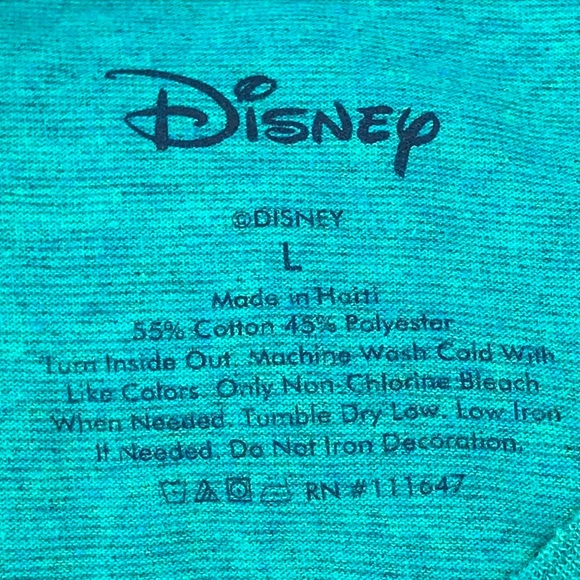 Disney
©DISNEY
L
Made in Haiti
55% Cotton 45% Polyester
Turn Inside Out. Machine Wash Cold With
Like Colors. Only Non-Chlorine Bleach
When Needed. Tumble Dry Low. Low Iron
If Needed. Do Not Iron Decoration.
RN #111647